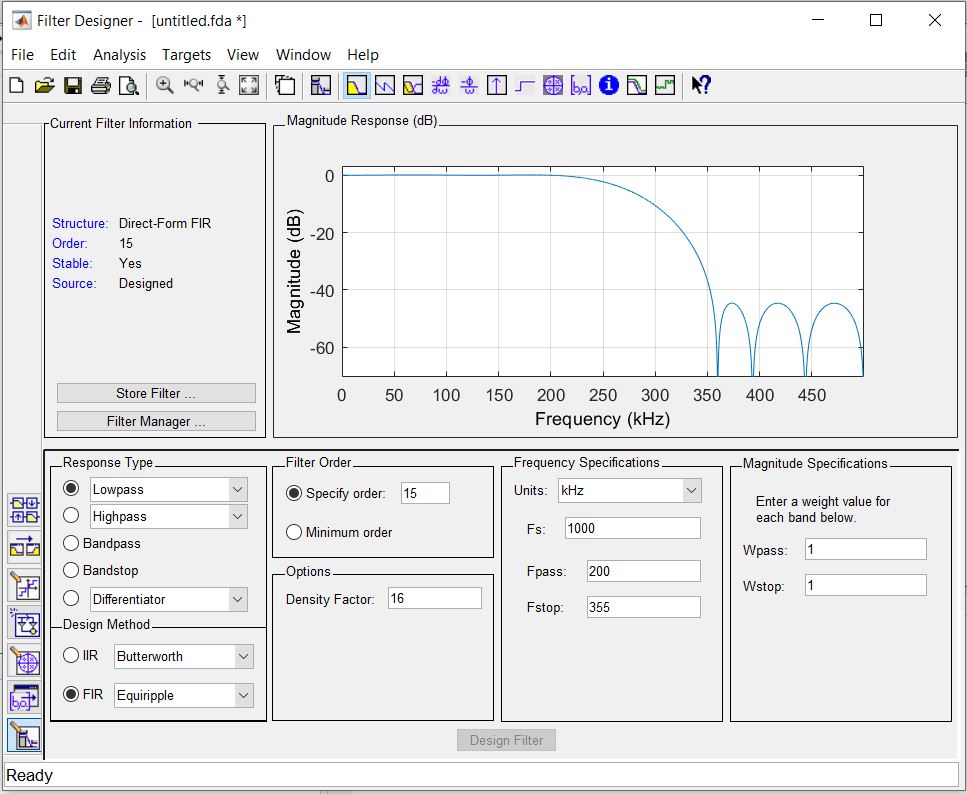 Filter Designer - [untitled.fda *]
File Edit Analysis Targets View Window Help
Current Filter Information
Structure: Direct-Form FIR
Order: 15
Stable: Yes
Source: Designed
Store Filter ...
Filter Manager ...
Magnitude Response (dB)
Magnitude (dB)
0
-20
-40
-60
0 50 100 150 200 250 300 350 400 450
Frequency (kHz)
Response Type
Lowpass
Highpass
Bandpass
Bandstop
Differentiator
Design Method
IIR Butterworth
FIR Equiripple
Filter Order
Specify order: 15
Minimum order
Options
Density Factor: 16
Frequency Specifications
Units: kHz
Fs: 1000
Fpass: 200
Fstop: 355
Magnitude Specifications
Enter a weight value for
each band below.
Wpass: 1
Wstop: 1
Design Filter
Ready